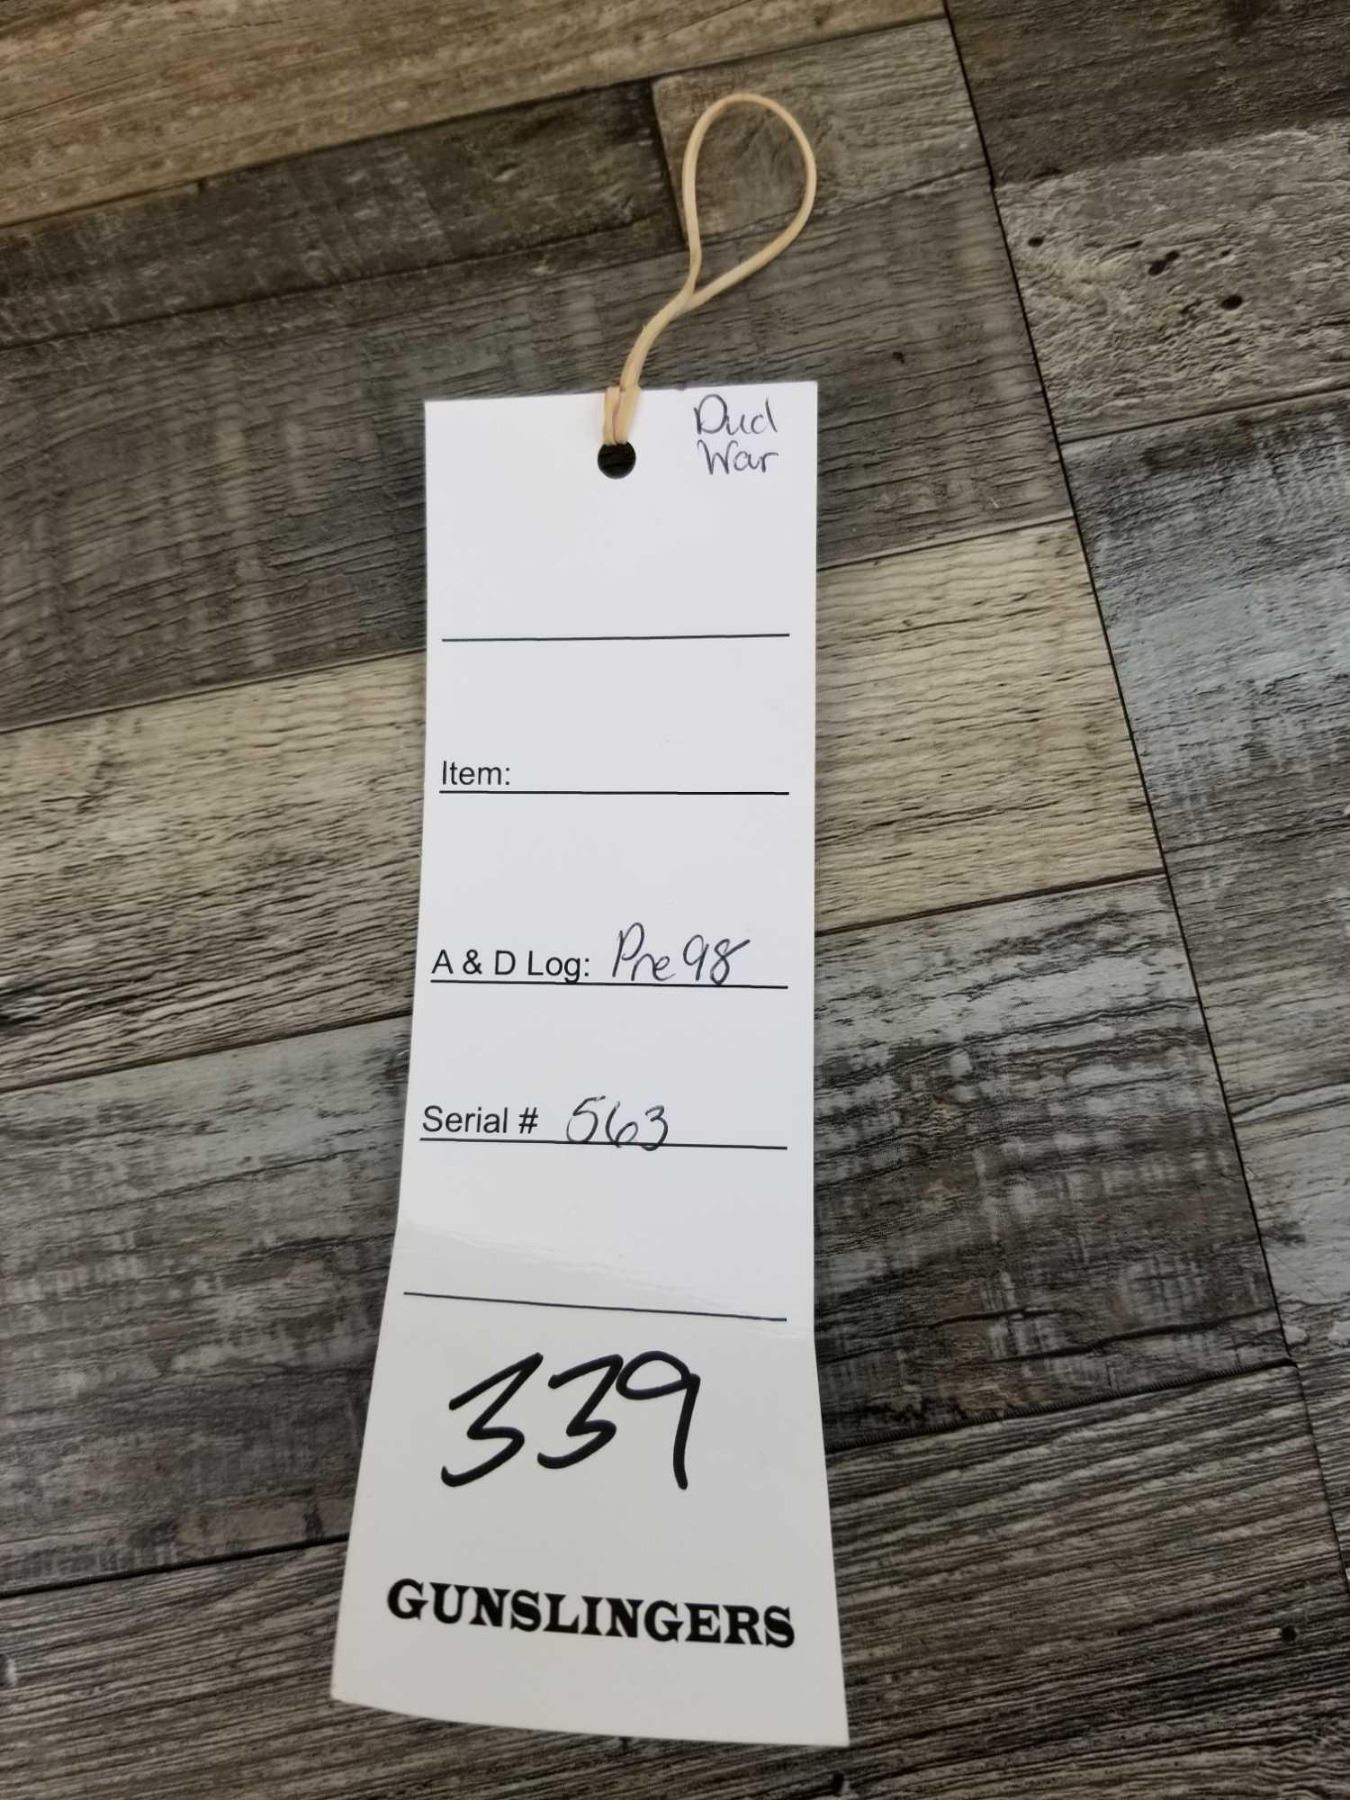 Dud
War
Item:
A & D Log: Pre 98
Serial # 563
339
GUNSLINGERS